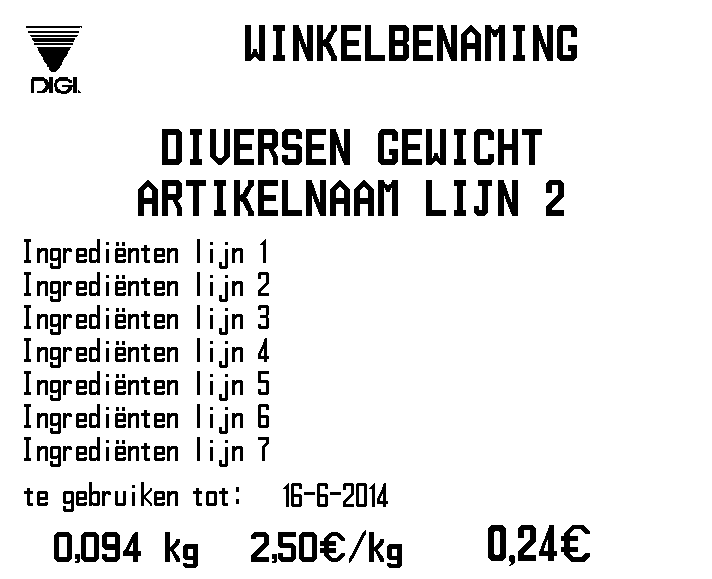 DIGI.
WINKELBENAMING
DIVERSEN GEWICHT
ARTIKELNAAM LIJN 2
Ingrediënten lijn 1
Ingrediënten lijn 2
Ingrediënten lijn 3
Ingrediënten lijn 4
Ingrediënten lijn 5
Ingrediënten lijn 6
Ingrediënten lijn 7
te gebruiken tot: 16-6-2014
0,094 kg 2,50€/kg 0,24€